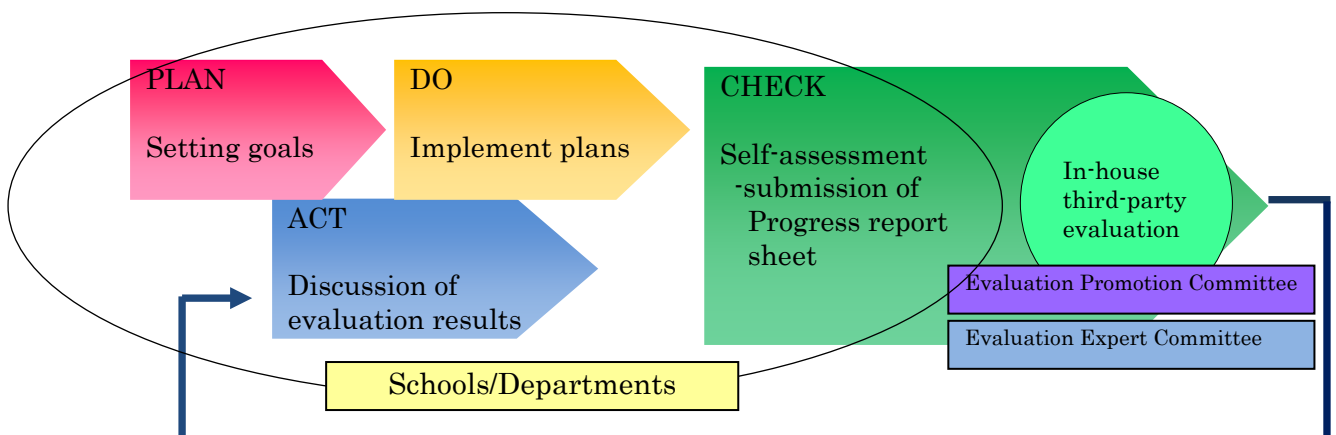 PLAN
Setting goals
DO
Implement plans
CHECK
Self-assessment
-submission of
Progress report
sheet
In-house
third-party
evaluation
ACT
Discussion of
evaluation results
Evaluation Promotion Committee
Evaluation Expert Committee
Schools/Departments